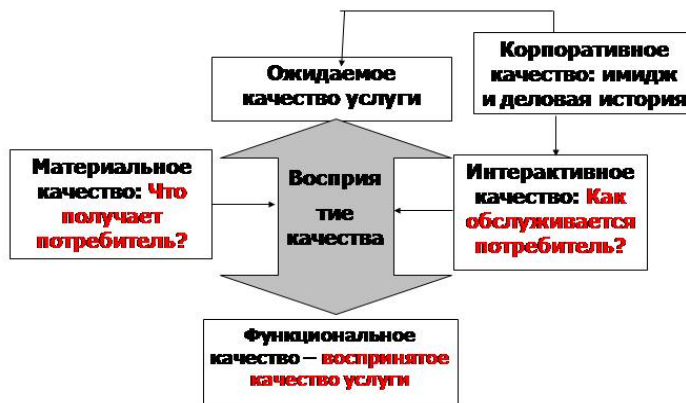 Ожидаемое
качество услуги
Корпоративное
качество: имидж
и деловая история
Материальное
качество: Что
получает
потребитель?
Восприя
тие
качества
Интерактивное
качество: Как
обслуживается
потребитель?
Функциональное
качество – воспринятое
качество услуги